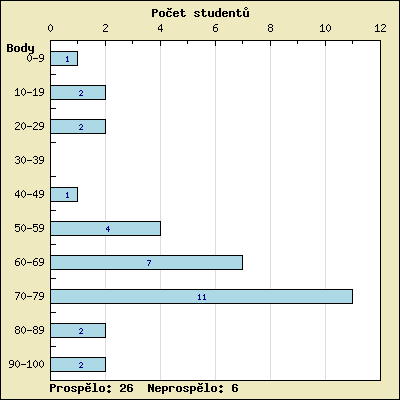 Počet studentů
0 2 4 6 8 10 12
Body
0-9 1
10-19 2
20-29 2
30-39
40-49 1
50-59 4
60-69 7
70-79 11
80-89 2
90-100 2
Prospělo: 26 Neprospělo: 6